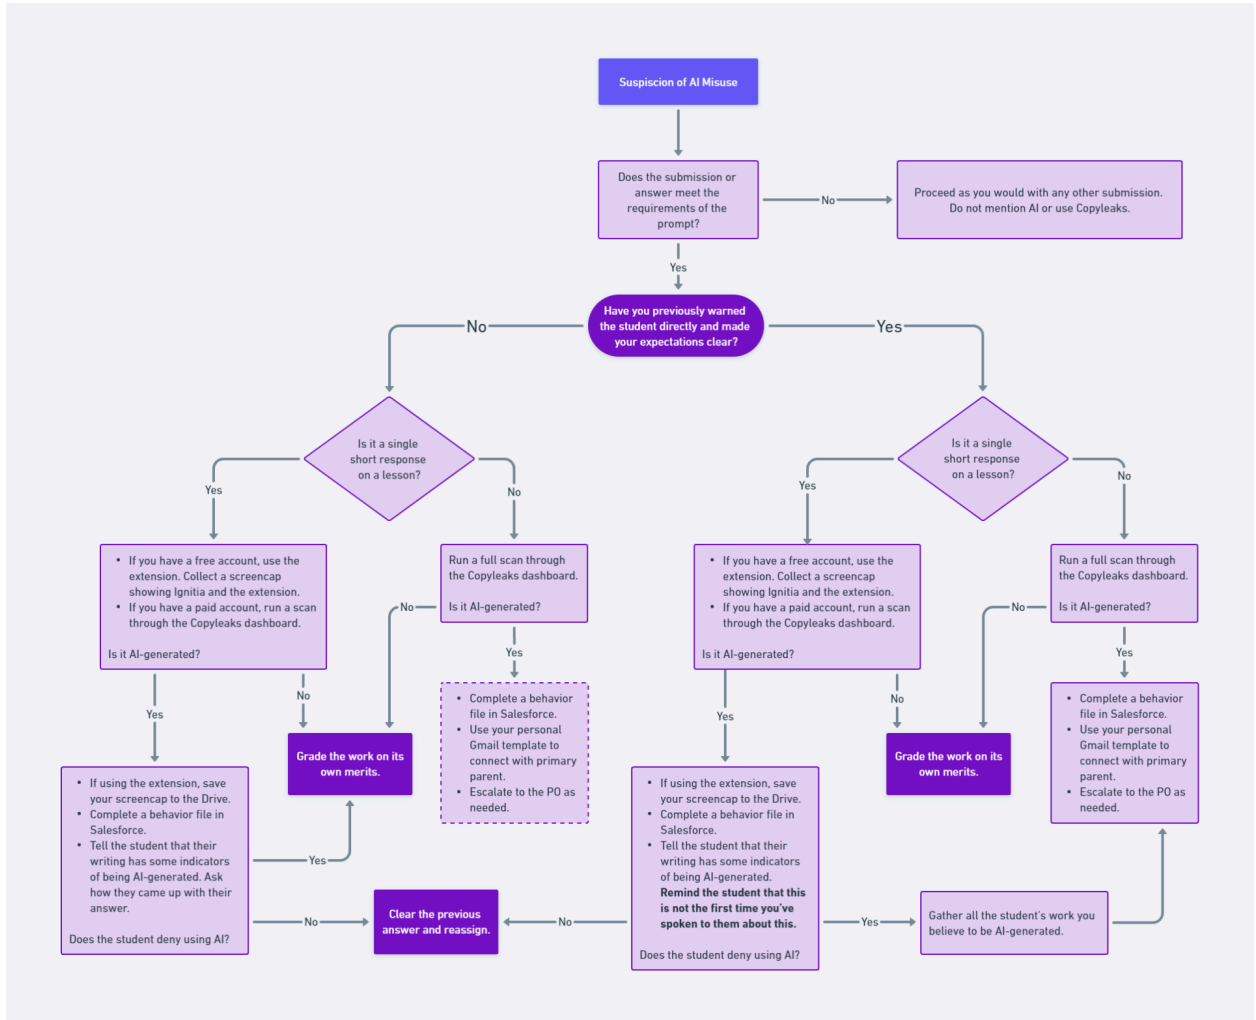 Suspiscion of AI Misuse
Does the submission or
answer meet the
requirements of the
prompt?
No
Proceed as you would with any other submission.
Do not mention AI or use Copyleaks.
Yes
Have you previously warned
the student directly and made
your expectations clear?
No
Yes
Is it a single
short response
on a lesson?
Yes
No
• If you have a free account, use the
extension. Collect a screencap
showing Ignitia and the extension.
• If you have a paid account, run a scan
through the Copyleaks dashboard.
Is it AI-generated?
Run a full scan through
the Copyleaks dashboard.
Is it AI-generated?
No
Yes
No
Yes
• Complete a behavior
file in Salesforce.
• Use your personal
Gmail template to
connect with primary
parent.
• Escalate to the PO as
needed.
Grade the work on its
own merits.
• If using the extension, save
your screencap to the Drive.
• Complete a behavior file in
Salesforce.
• Tell the student that their
writing has some indicators
of being AI-generated. Ask
how they came up with their
answer.
Does the student deny using AI?
Yes
No
Clear the previous
answer and reassign.
Is it a single
short response
on a lesson?
Yes
No
• If you have a free account, use the
extension. Collect a screencap
showing Ignitia and the extension.
• If you have a paid account, run a scan
through the Copyleaks dashboard.
Is it AI-generated?
Run a full scan through
the Copyleaks dashboard.
Is it AI-generated?
No
Yes
No
Yes
• Complete a behavior
file in Salesforce.
• Use your personal
Gmail template to
connect with primary
parent.
• Escalate to the PO as
needed.
Grade the work on its
own merits.
• If using the extension, save
your screencap to the Drive.
• Complete a behavior file in
Salesforce.
• Tell the student that their
writing has some indicators
of being AI-generated.
Remind the student that this
is not the first time you've
spoken to them about this.
Does the student deny using AI?
No
Yes
Gather all the student's work you
believe to be AI-generated.